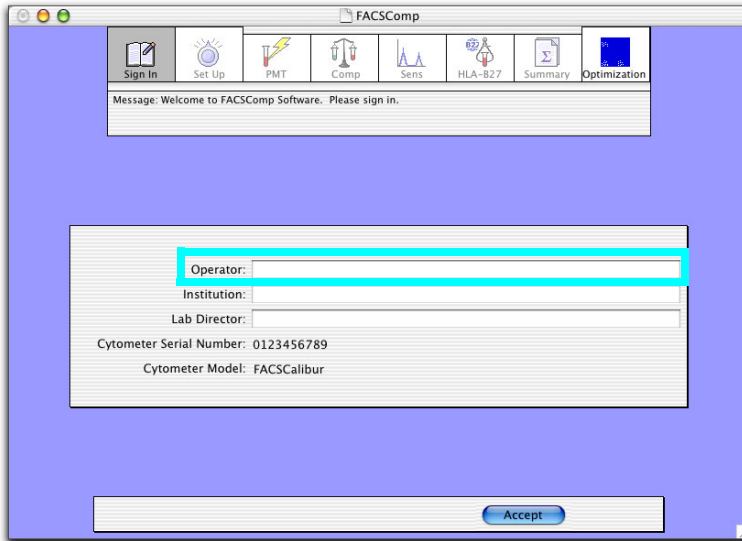 FACSComp
Sign In Set Up PMT Comp Sens HLA-B27 Summary Optimization
B27
Σ
Message: Welcome to FACSComp Software. Please sign in.
Operator:
Institution:
Lab Director:
Cytometer Serial Number: 0123456789
Cytometer Model: FACSCalibur
Accept